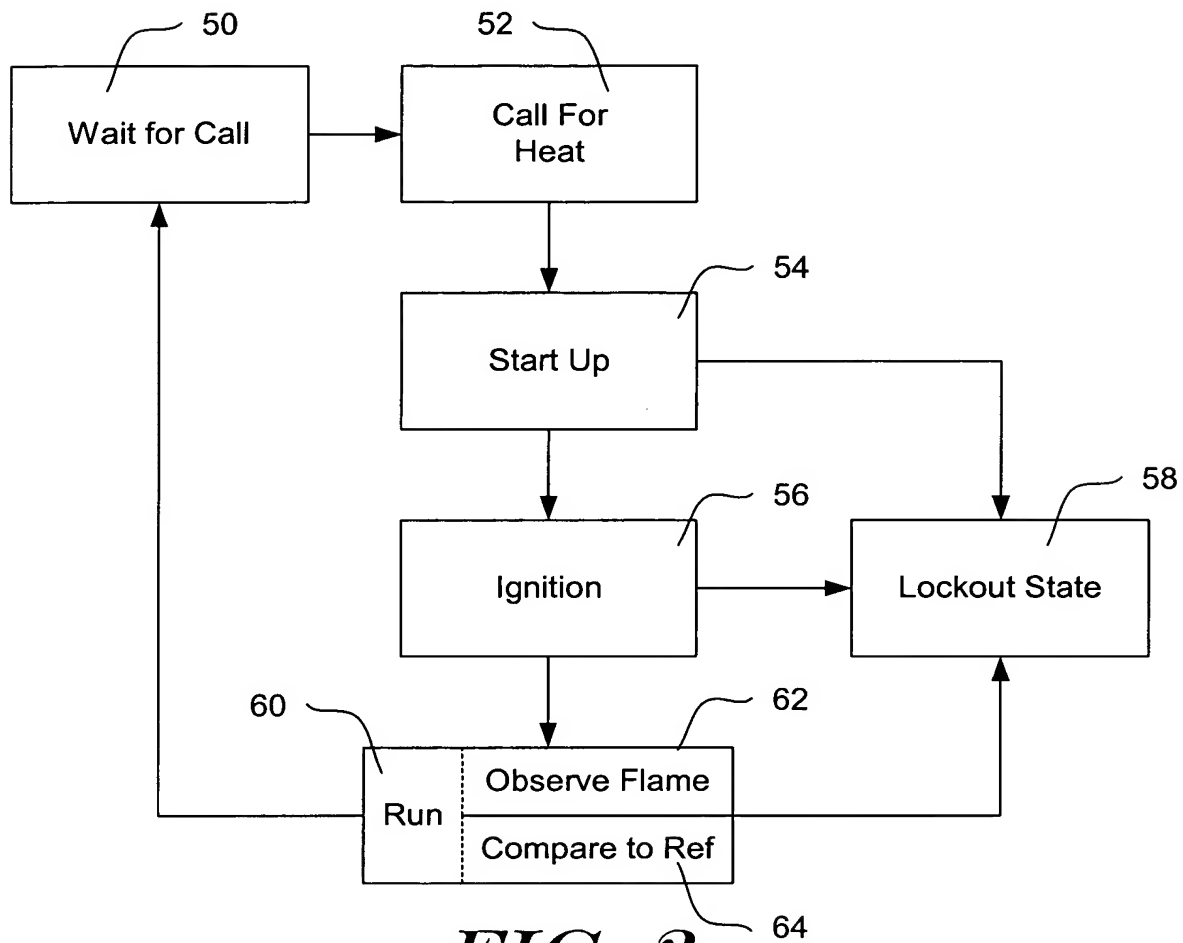 50
52
Wait for Call
Call For
Heat
54
Start Up
56
58
Ignition
Lockout State
60
62
Observe Flame
Run
Compare to Ref
64